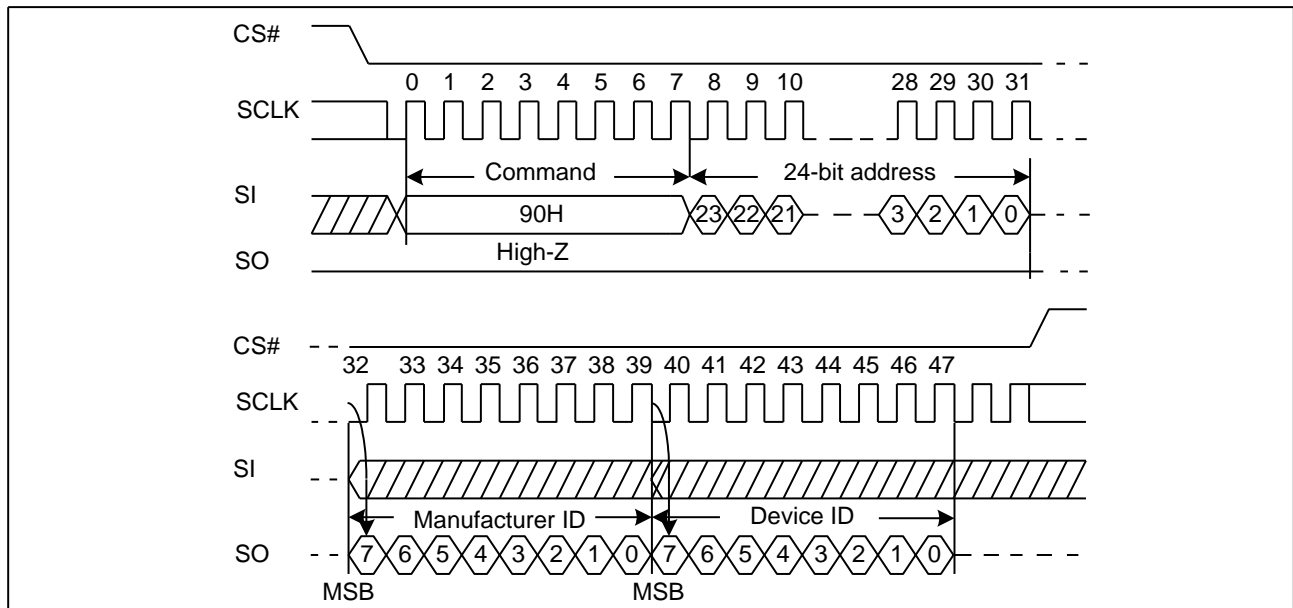 CS#
0 1 2 3 4 5 6 7 8 9 10 28 29 30 31
SCLK
Command 24-bit address
SI
90H 23 22 21 3 2 1 0
High-Z
SO
CS#
32 33 34 35 36 37 38 39 40 41 42 43 44 45 46 47
SCLK
SI
Manufacturer ID Device ID
SO 7 6 5 4 3 2 1 0 7 6 5 4 3 2 1 0
MSB MSB